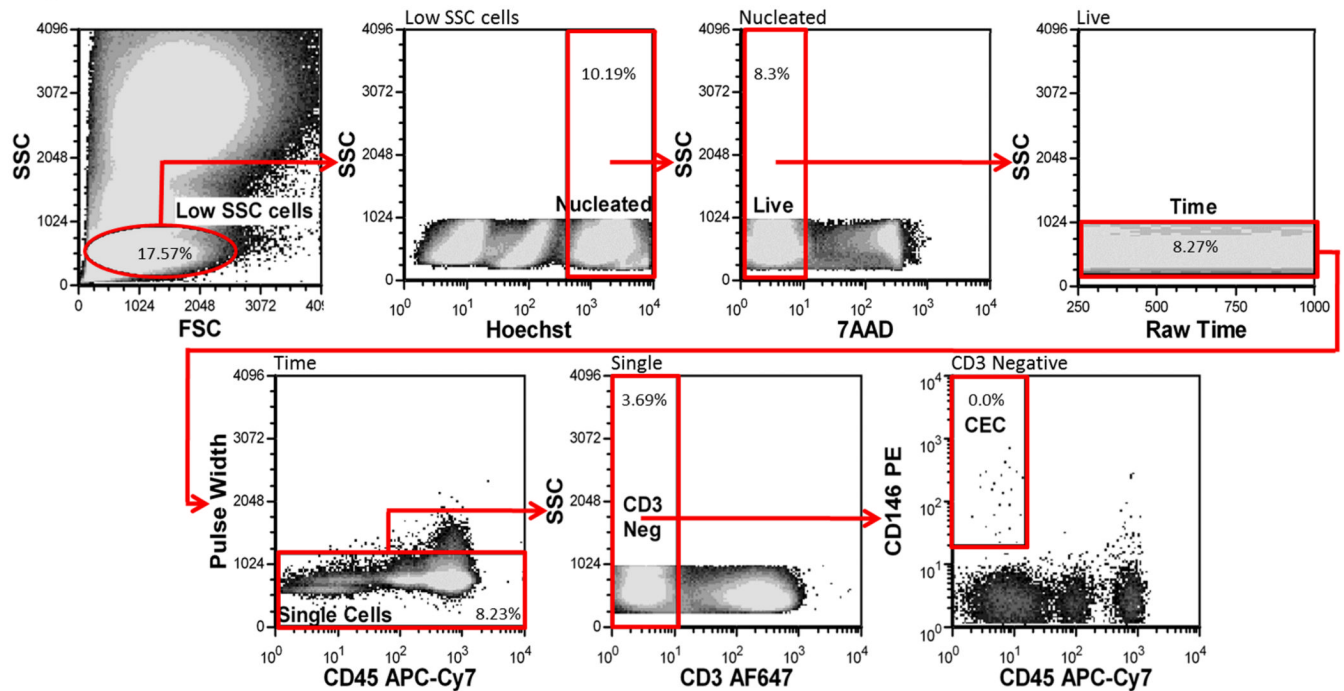 Low SSC cells
Nucleated
Live
4096
3072
2048
1024
0
SSC
Low SSC cells
17.57%
0
1024
2048
3072
FSC
4096
3072
2048
1024
0
SSC
10.19%
Nucleated
10^0
10^1
10^2
10^3
10^4
Hoechst
4096
3072
2048
1024
0
SSC
8.3%
Live
10^0
10^1
10^2
10^3
10^4
7AAD
4096
3072
2048
1024
0
SSC
Time
8.27%
250
500
750
1000
Raw Time
Time
Single
CD3 Negative
4096
3072
2048
1024
0
Pulse Width
Single Cells
8.23%
10^0
10^1
10^2
10^3
10^4
CD45 APC-Cy7
4096
3072
2048
1024
0
SSC
3.69%
CD3
Neg
10^0
10^1
10^2
10^3
10^4
CD3 AF647
10^4
10^3
10^2
10^1
10^0
CD146 PE
0.0%
CEC
10^0
10^1
10^2
10^3
10^4
CD45 APC-Cy7